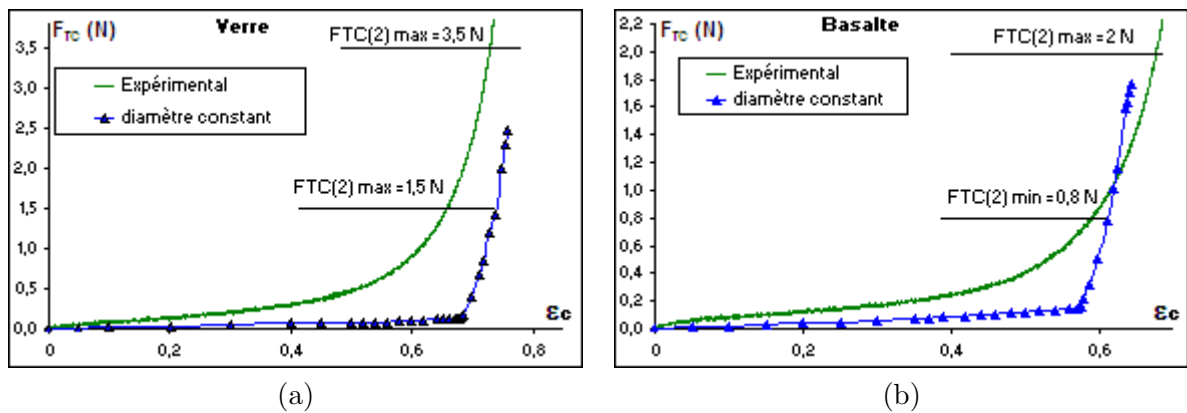 F_TC (N)
Verre
FTC(2) max =3,5 N
Expérimental
diamètre constant
FTC(2) max =1,5 N
3,5
3,0
2,5
2,0
1,5
1,0
0,5
0,0
0
0,2
0,4
0,6
0,8
εc
(a)
F_TC (N)
Basalte
FTC(2) max=2 N
Expérimental
diamètre constant
FTC(2) min =0,8 N
2,2
2,0
1,8
1,6
1,4
1,2
1,0
0,8
0,6
0,4
0,2
0,0
0
0,2
0,4
0,6
εc
(b)